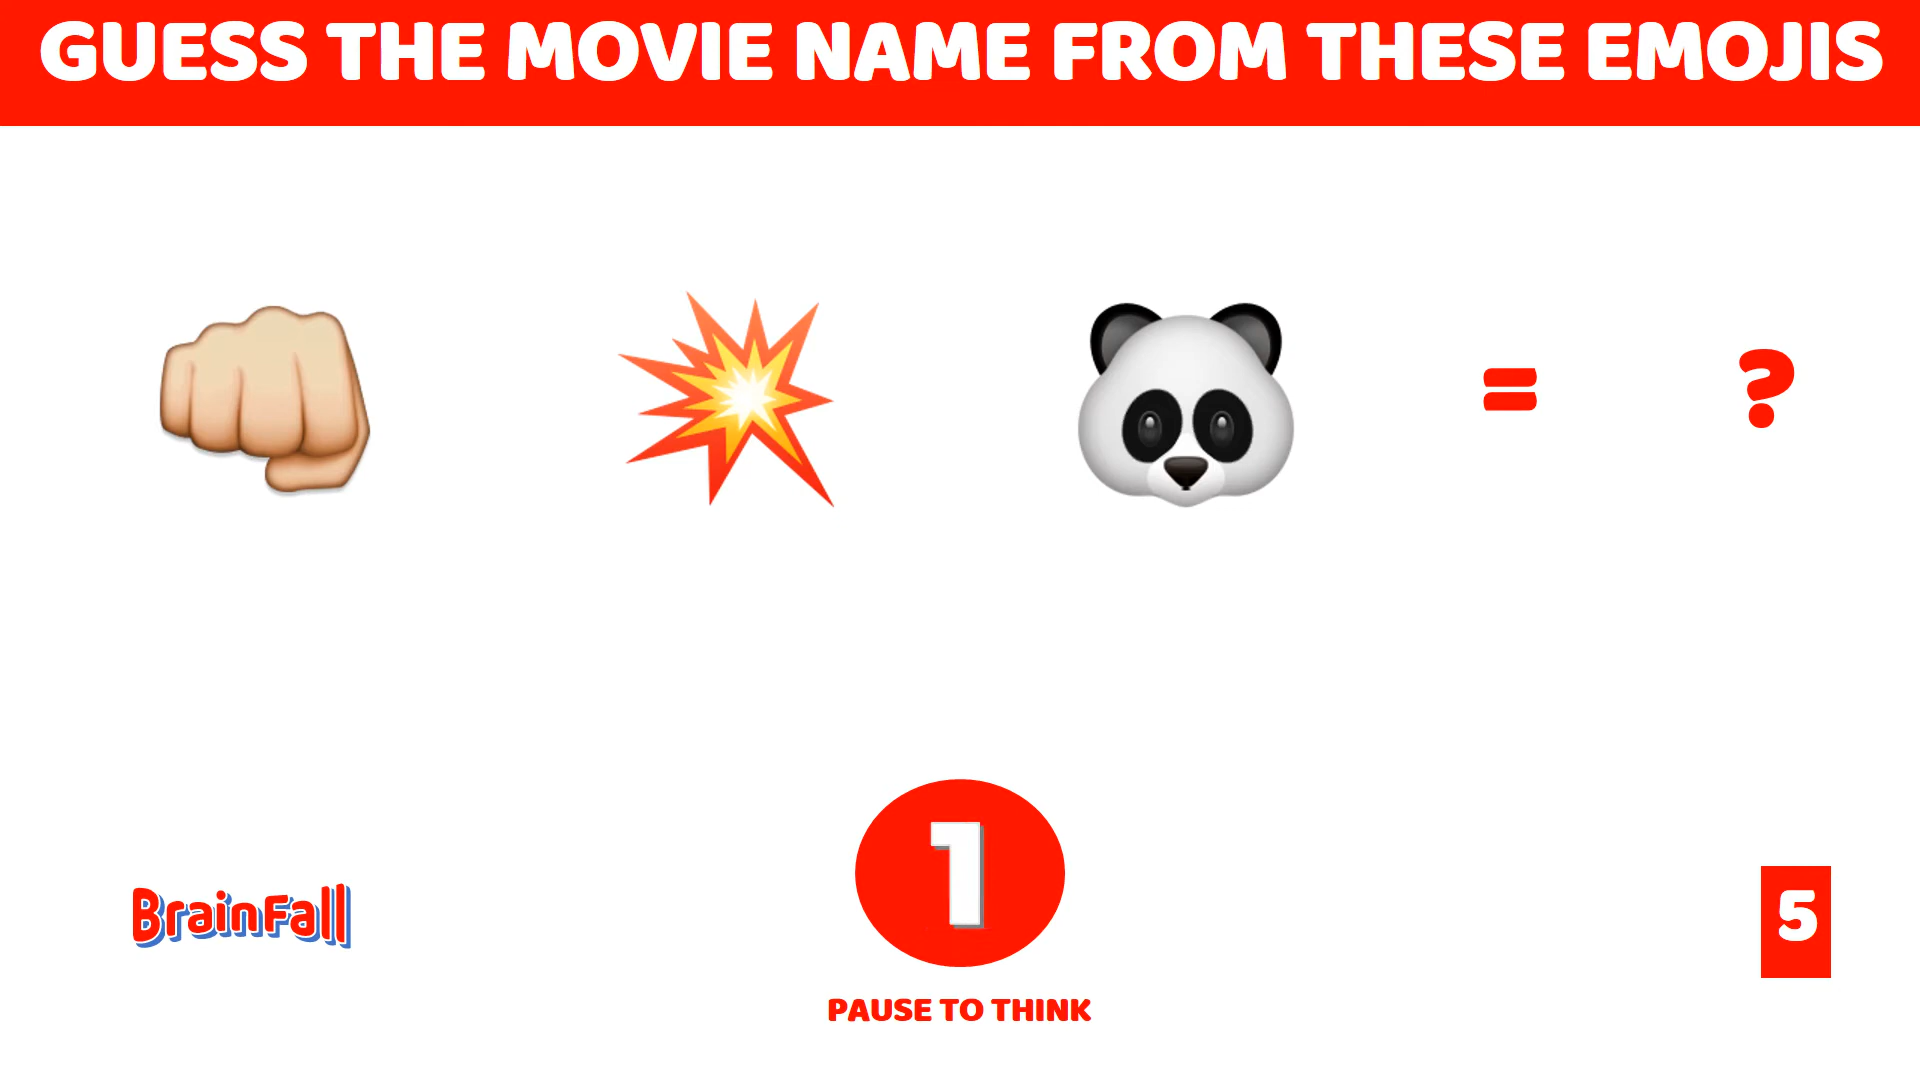 GUESS THE MOVIE NAME FROM THESE EMOJIS
= ?
1
BrainFall
5
PAUSE TO THINK